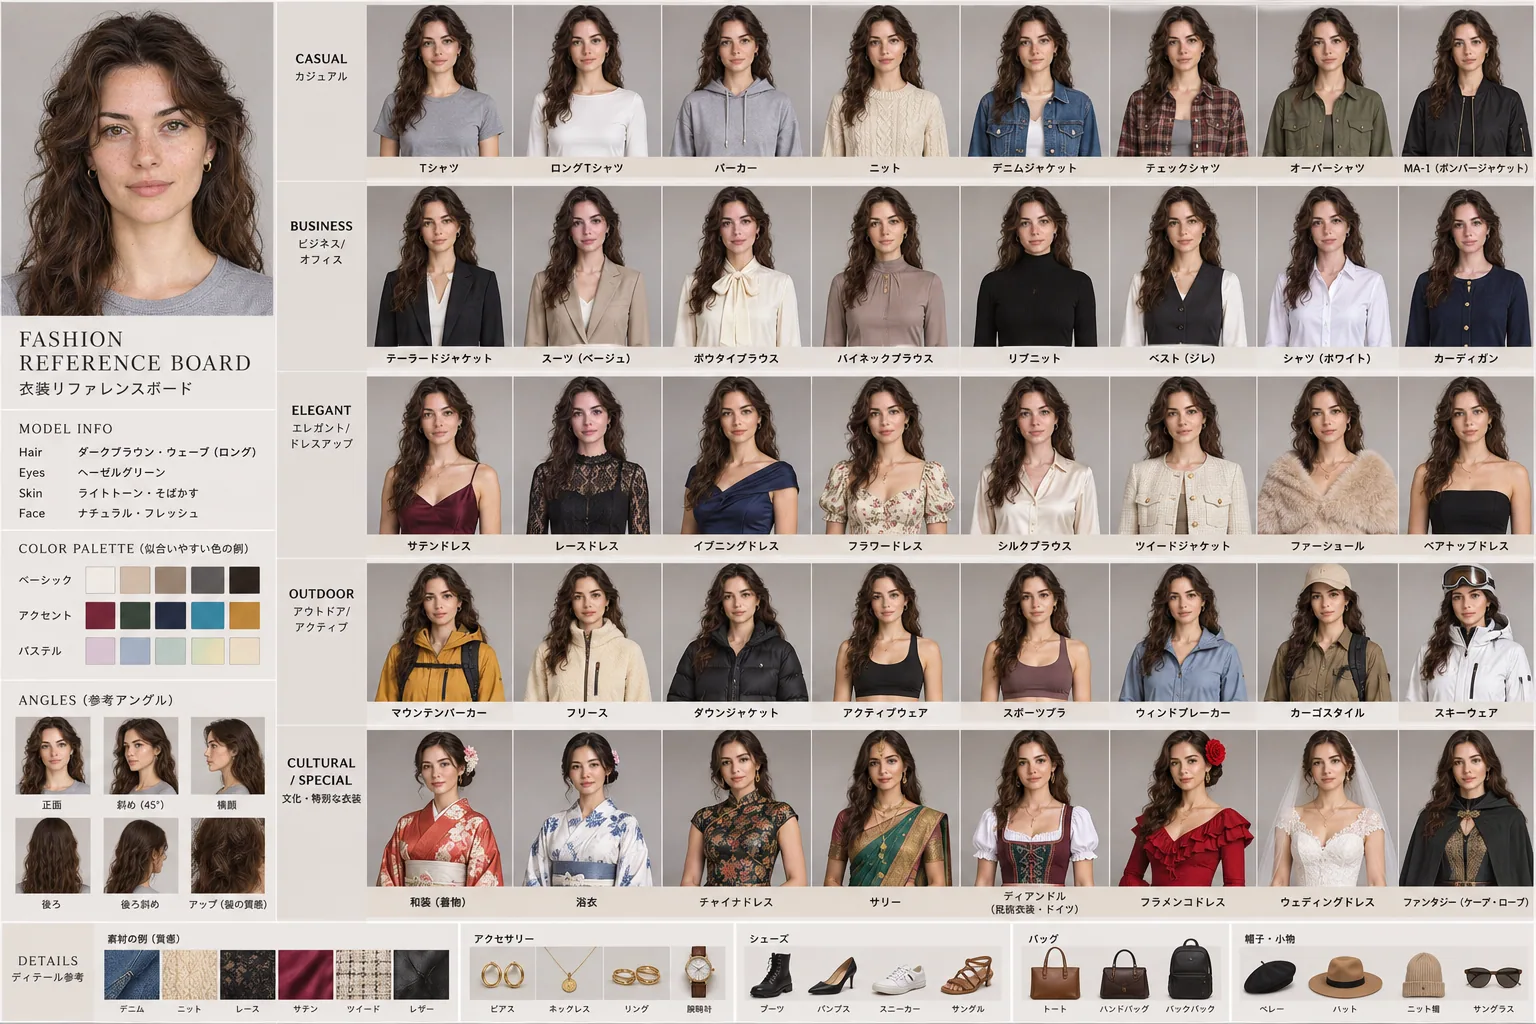 FASHION
REFERENCE BOARD
衣装リファレンスボード
MODEL INFO
Hair ダークブラウン・ウェーブ (ロング)
Eyes ヘーゼルグリーン
Skin ライトトーン・そばかす
Face ナチュラル・フレッシュ
COLOR PALETTE (似合いやすい色の例)
ベーシック
アクセント
パステル
ANGLES (参考アングル)
正面 斜め (45°) 横顔
後ろ 後ろ斜め アップ (髪の質感)
CASUAL
カジュアル
Tシャツ ロングTシャツ パーカー ニット デニムジャケット チェックシャツ オーバーシャツ MA-1 (ボンバージャケット)
BUSINESS
ビジネス/
オフィス
テーラードジャケット スーツ (ベージュ) ボウタイブラウス ハイネックブラウス リブニット ベスト (ジレ) シャツ (ホワイト) カーディガン
ELEGANT
エレガント/
ドレスアップ
サテンドレス レースドレス イブニングドレス フラワードレス シルクブラウス ツイードジャケット ファーショール ベアトップドレス
OUTDOOR
アウトドア/
アクティブ
マウンテンパーカー フリース ダウンジャケット アクティブウェア スポーツブラ ウィンドブレーカー カーゴスタイル スキーウェア
CULTURAL
/ SPECIAL
文化・特別な衣装
和装 (着物) 浴衣 チャイナドレス サリー ディアンドル
(民族衣装・ドイツ) フラメンコドレス ウェディングドレス ファンタジー (ケープ・ローブ)
DETAILS
ディテール参考
素材の例 (質感)
デニム ニット レース サテン ツイード レザー
アクセサリー
ピアス ネックレス リング 腕時計
シューズ
ブーツ パンプス スニーカー サンダル
バッグ
トート ハンドバッグ バックパック
帽子・小物
ベレー ハット ニット帽 サングラス